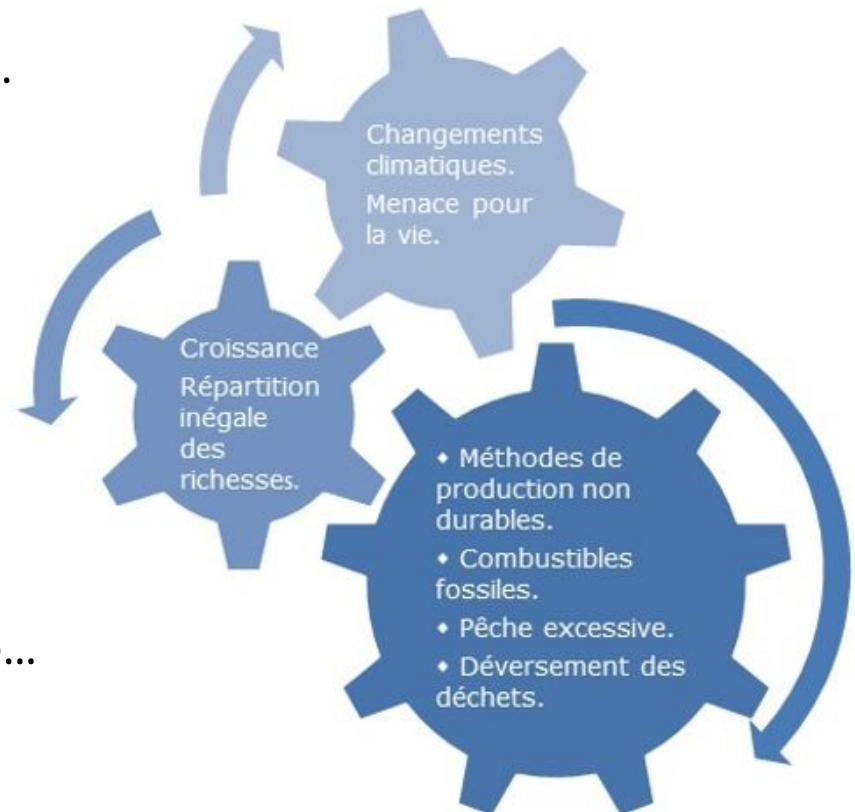 .
Changements
climatiques.
Menace pour
la vie.
Croissance
Répartition
inégale
des
richesses.
• Méthodes de
production non
durables.
• Combustibles
fossiles.
• Pêche excessive.
• Déversement des
déchets.
...